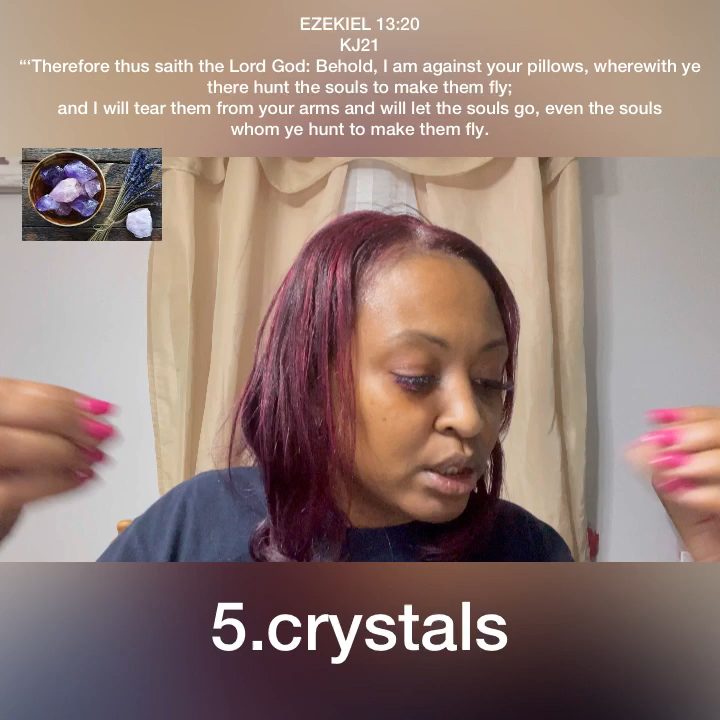 EZEKIEL 13:20
KJ21
“‘Therefore thus saith the Lord God: Behold, I am against your pillows, wherewith ye
there hunt the souls to make them fly;
and I will tear them from your arms and will let the souls go, even the souls
whom ye hunt to make them fly.
5.crystals